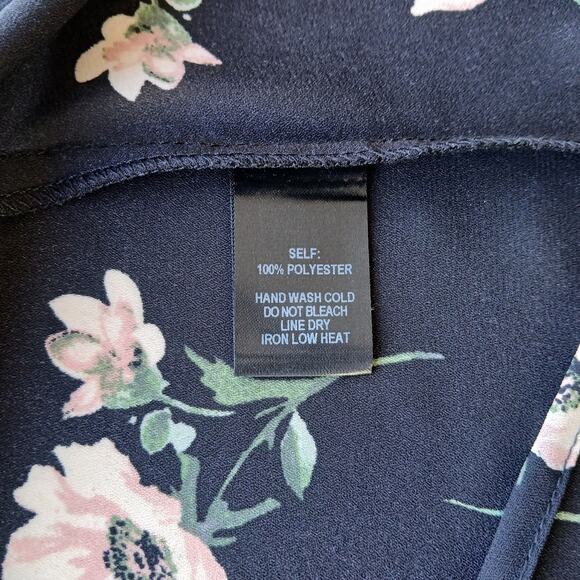 SELF:
100% POLYESTER
HAND WASH COLD
DO NOT BLEACH
LINE DRY
IRON LOW HEAT